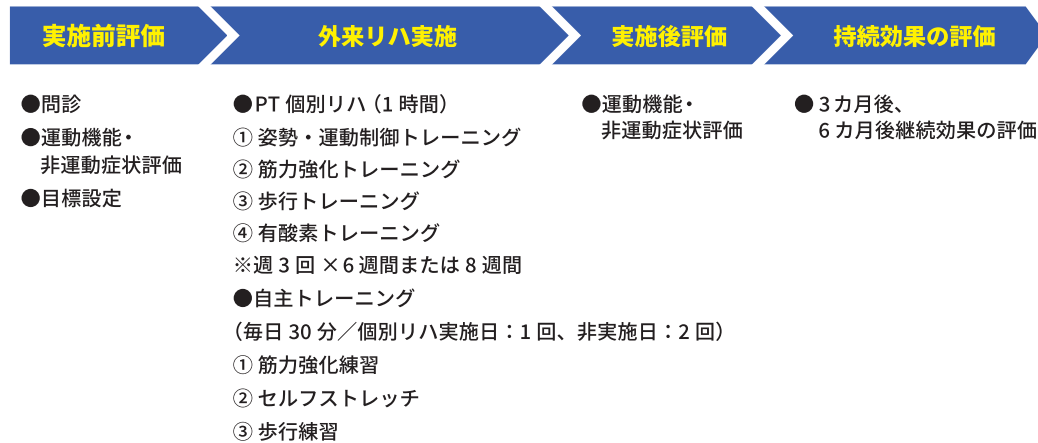 実施前評価
外来リハ実施
実施後評価
持続効果の評価
●問診
●運動機能・
非運動症状評価
●目標設定
●PT 個別リハ（1 時間）
① 姿勢・運動制御トレーニング
② 筋力強化トレーニング
③ 歩行トレーニング
④ 有酸素トレーニング
※週 3 回 ×6 週間または 8 週間
●自主トレーニング
（毎日 30 分／個別リハ実施日：1 回、非実施日：2 回）
① 筋力強化練習
② セルフストレッチ
③ 歩行練習
●運動機能・
非運動症状評価
● 3カ月後、
6カ月後継続効果の評価